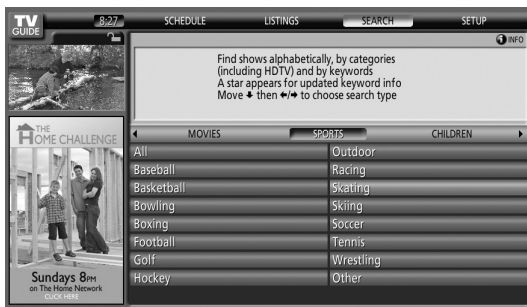 TV
GUIDE
8:27
SCHEDULE LISTINGS SEARCH SETUP
i INFO
Find shows alphabetically, by categories
(including HDTV) and by keywords
A star appears for updated keyword info
Move ⬇ then ⬅/➡ to choose search type
MOVIES SPORTS CHILDREN
All Outdoor
Baseball Racing
Basketball Skating
Bowling Skiing
Boxing Soccer
Football Tennis
Golf Wrestling
Hockey Other
THE
HOME CHALLENGE
Sundays 8PM
on The Home Network
CLICK HERE